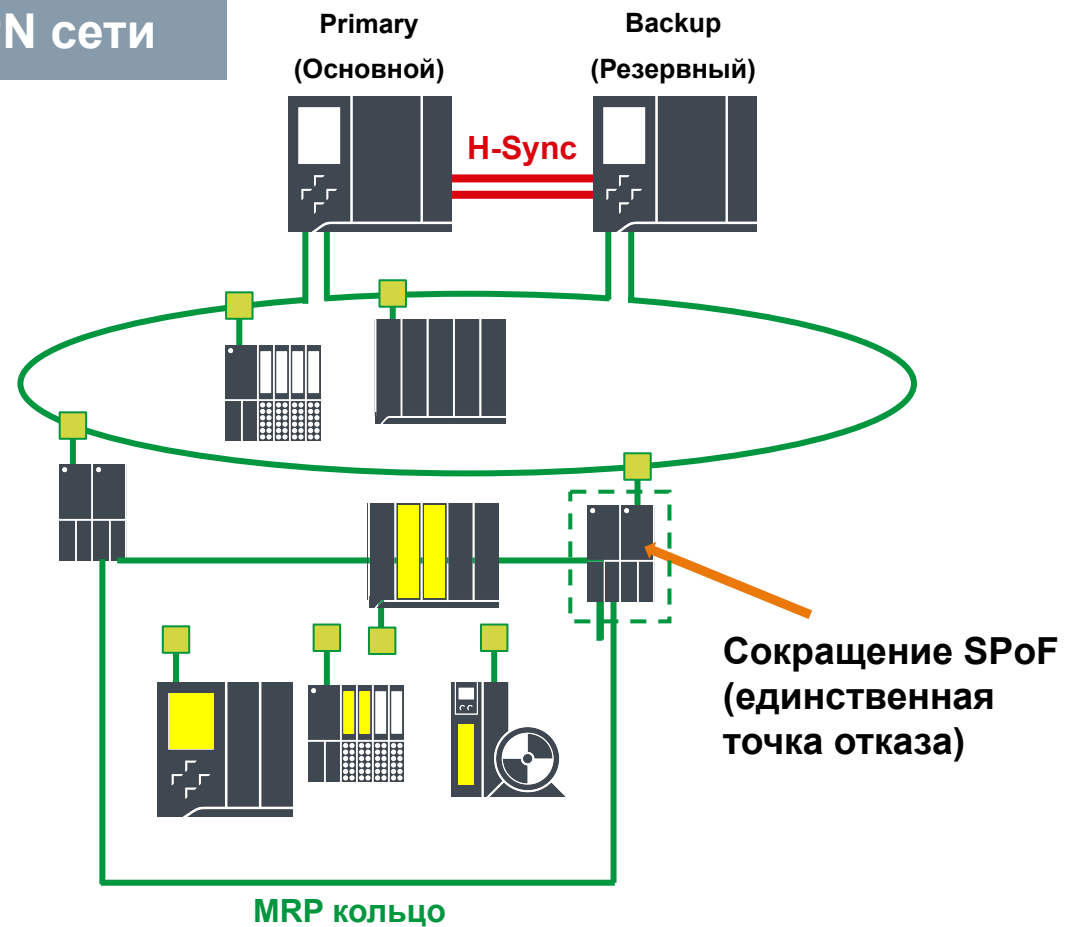 N сети
Primary
(Основной)
Backup
(Резервный)
H-Sync
Сокращение SPoF
(единственная
точка отказа)
MRP кольцо